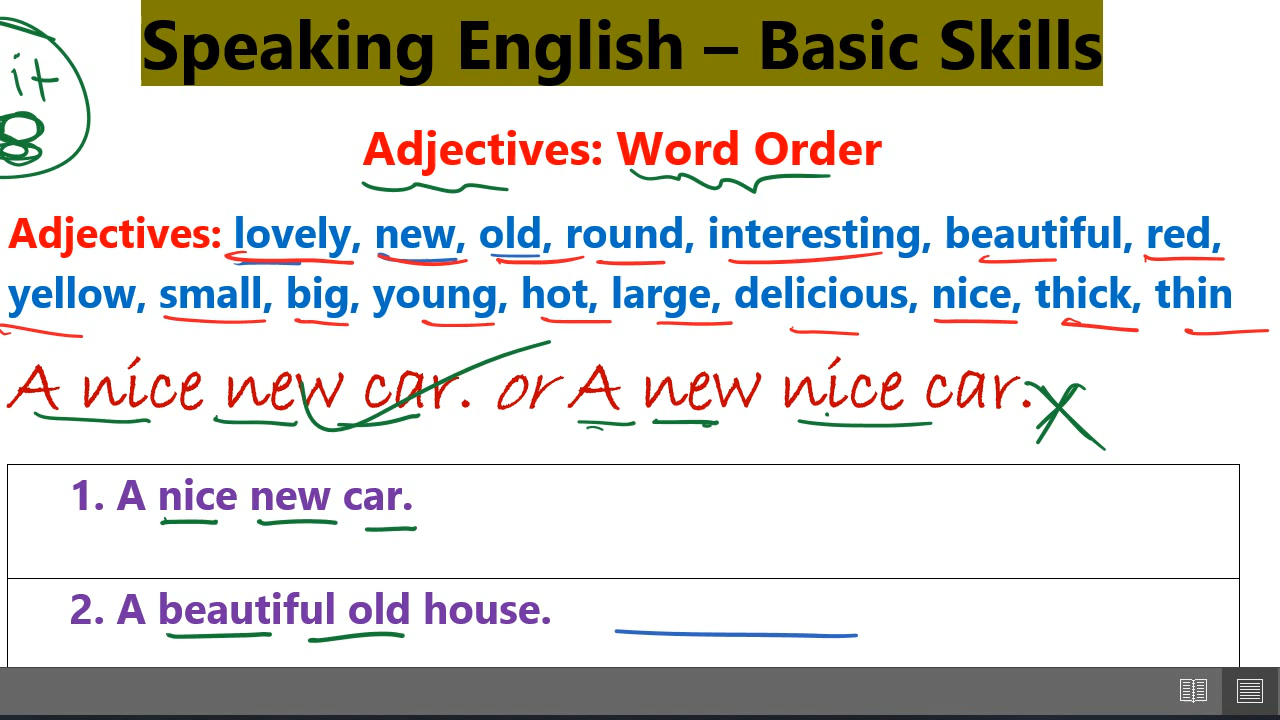 Speaking English – Basic Skills
it
8
Adjectives: Word Order
Adjectives: lovely, new, old, round, interesting, beautiful, red,
yellow, small, big, young, hot, large, delicious, nice, thick, thin
A nice new car. or A new nice car.
1. A nice new car.
2. A beautiful old house.